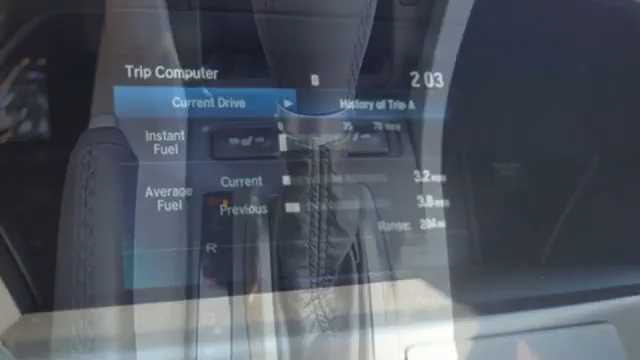 Trip Computer
2 03
Current Drive
History of Trip A
Instant
Fuel
Average
Fuel
Current
3.2
Previous
3.8
Range:
R